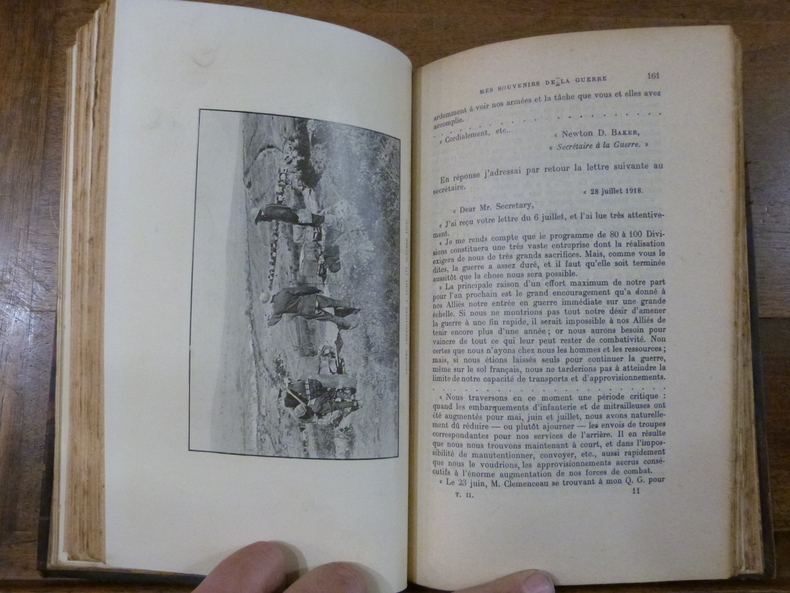 MES SOUVENIRS DE LA GUERRE 161
ardemment à voir nos armées et la tâche que vous et elles avez
accomplie.
« Cordialement, etc...
« Newton D. BAKER,
« Secrétaire à la Guerre. »
En réponse j'adressai par retour la lettre suivante au
secrétaire.
« 28 juillet 1918.
« Dear Mr. Secretary,
« J'ai reçu votre lettre du 6 juillet, et l'ai lue très attentive-
ment.
« Je me rends compte que le programme de 80 à 100 Divi-
sions constituera une très vaste entreprise dont la réalisation
exigera de nous de très grands sacrifices. Mais, comme vous le
dites, la guerre a assez duré, et il faut qu'elle soit terminée
aussitôt que la chose nous sera possible.
« La principale raison d'un effort maximum de notre part
pour l'an prochain est le grand encouragement qu'a donné à
nos Alliés notre entrée en guerre immédiate sur une grande
échelle. Si nous ne montrions pas tout notre désir d'amener
la guerre à une fin rapide, il serait impossible à nos Alliés de
tenir encore plus d'une année; or nous aurons besoin pour
vaincre de tout ce qui leur peut rester de combativité. Non
certes que nous n'ayons chez nous les hommes et les ressources;
mais, si nous étions laissés seuls pour continuer la guerre,
même sur le sol français, nous ne tarderions pas à atteindre la
limite de notre capacité de transports et d'approvisionnements.
« Nous traversons en ce moment une période critique :
quand les embarquements d'infanterie et de mitrailleuses ont
été augmentés pour mai, juin et juillet, nous avons naturelle-
ment dû réduire — ou plutôt ajourner — les envois de troupes
correspondantes pour nos services de l'arrière. Il en résulte
que nous nous trouvons maintenant à court, et dans l'impos-
sibilité de manutentionner, convoyer, etc., aussi rapidement
que nous le voudrions, les approvisionnements accrus consé-
cutifs à l'énorme augmentation de nos forces de combat.
« Le 23 juin, M. Clemenceau se trouvant à mon Q. G. pour
T. II. 11